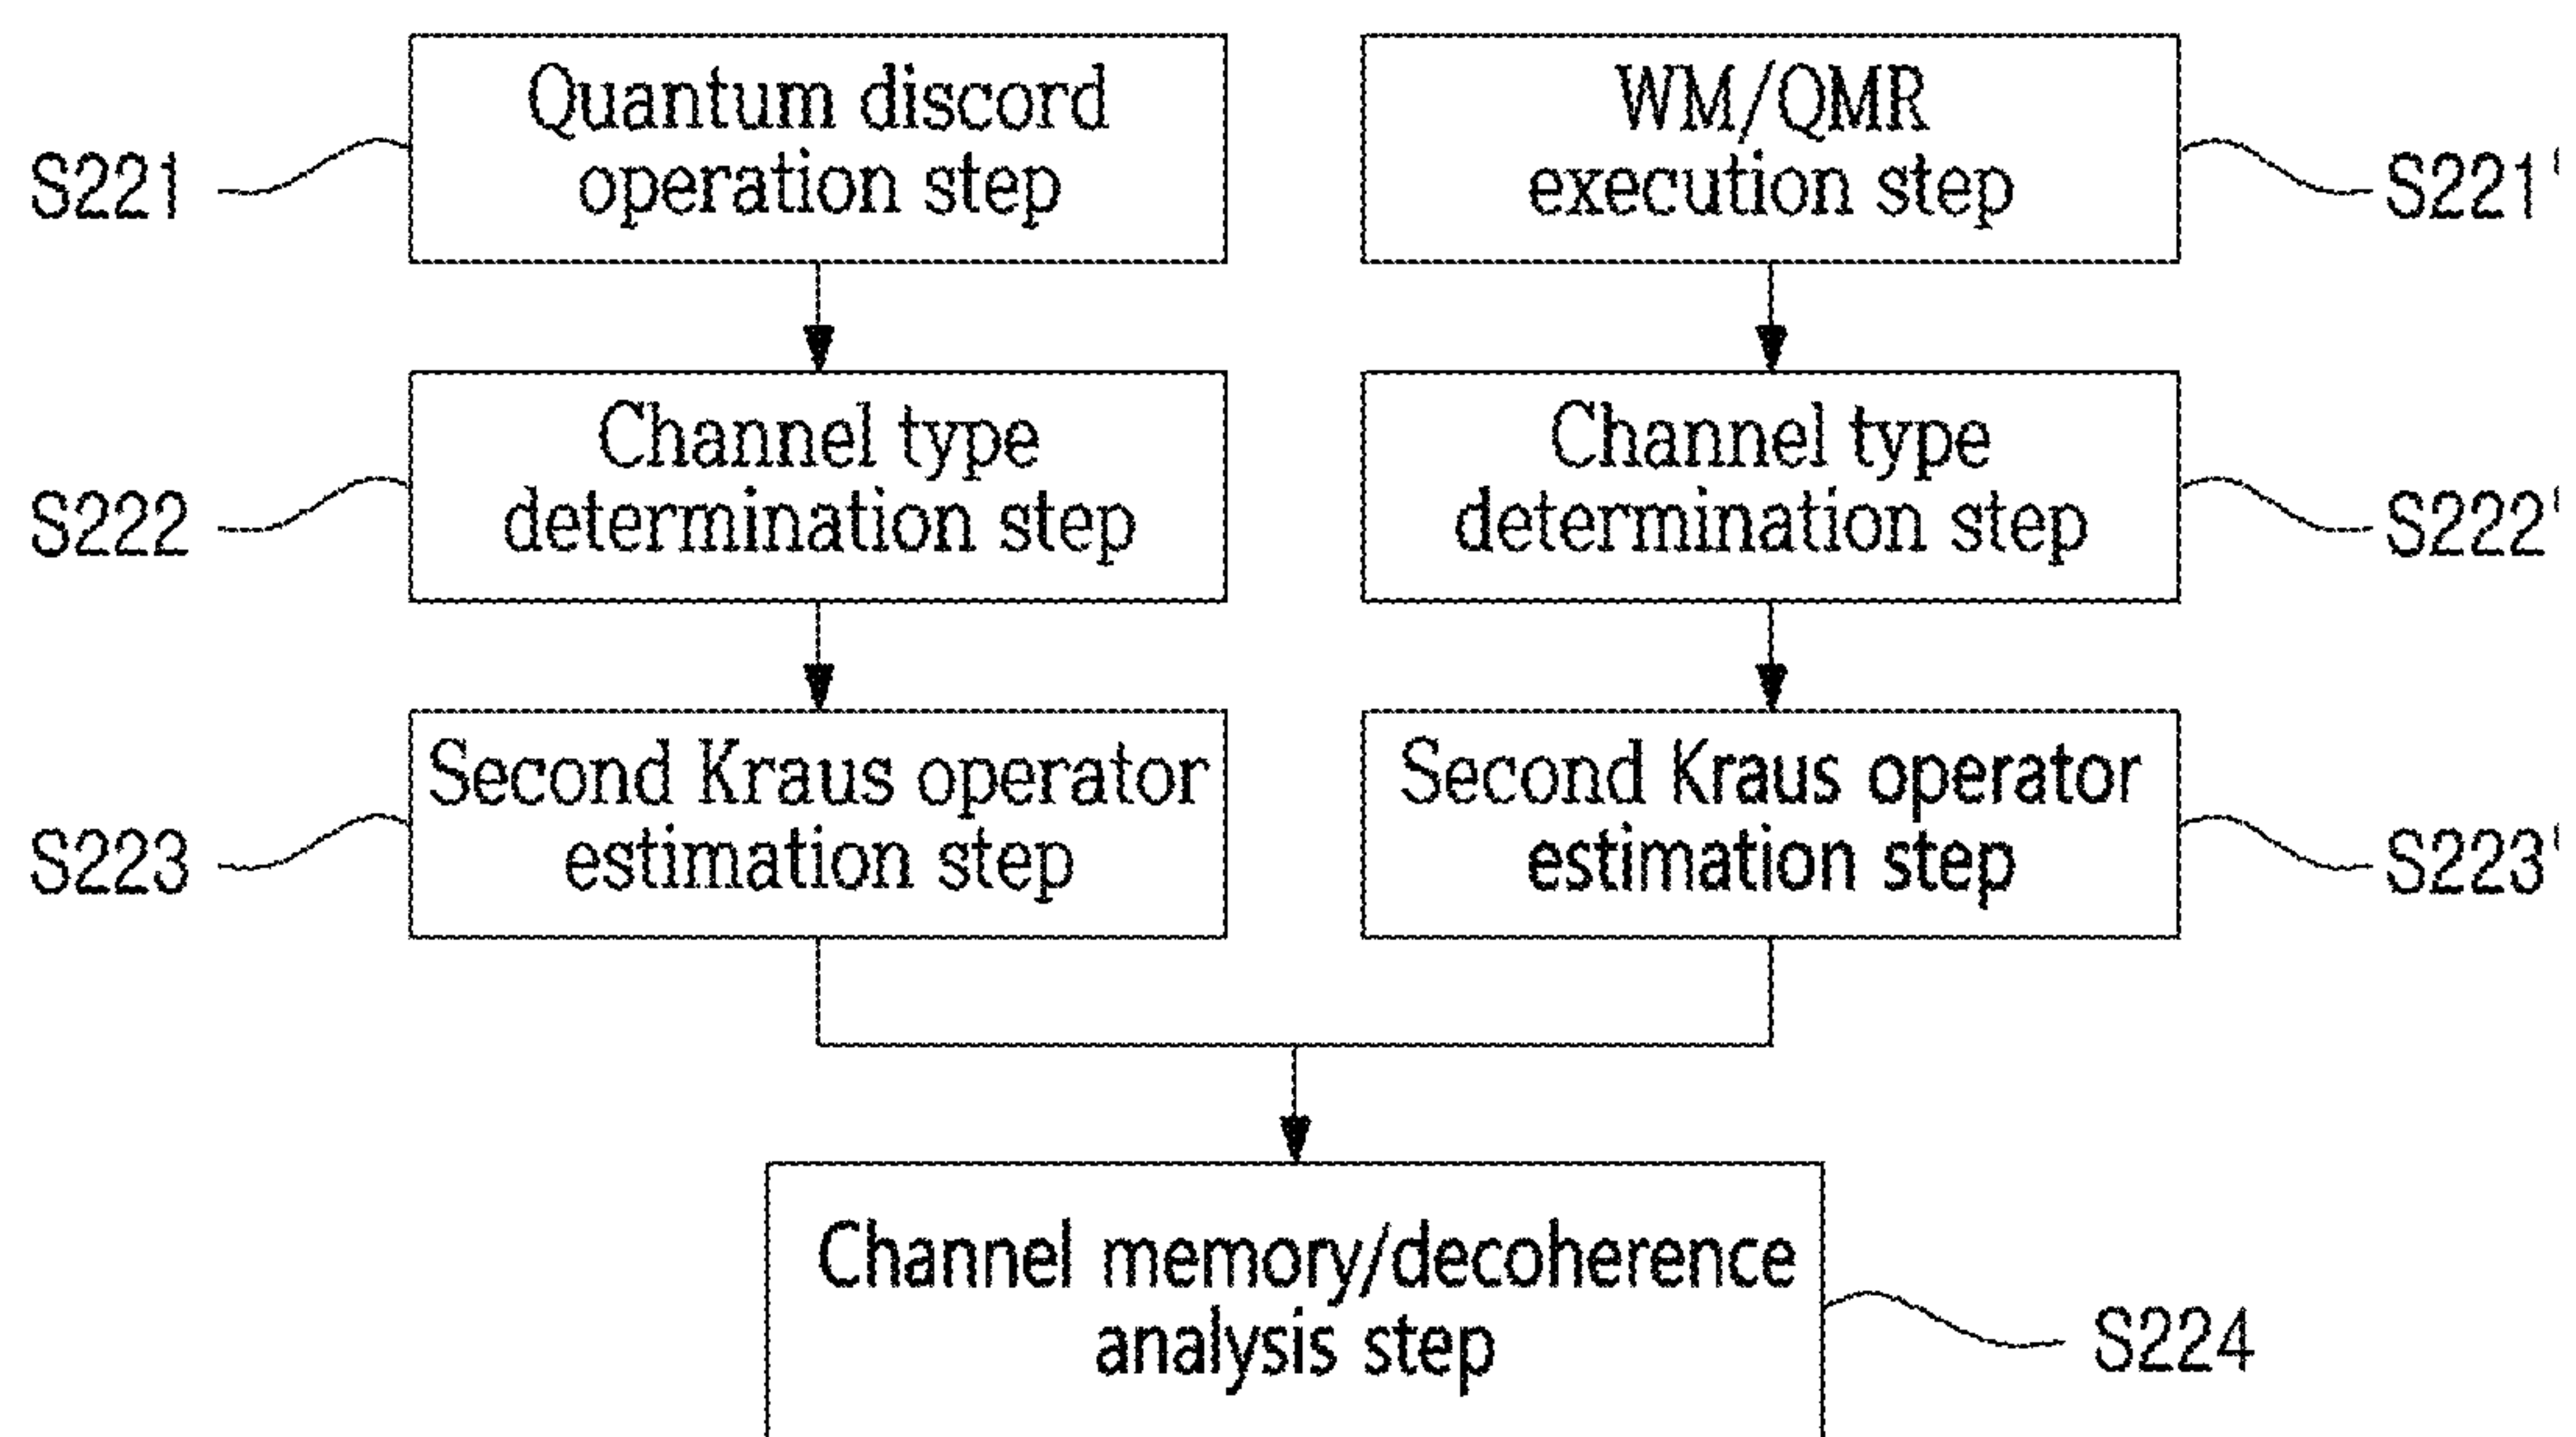 S221
Quantum discord
operation step
WM/QMR
execution step
S221'
S222
Channel type
determination step
Channel type
determination step
S222'
S223
Second Kraus operator
estimation step
Second Kraus operator
estimation step
S223'
Channel memory/decoherence
analysis step
S224